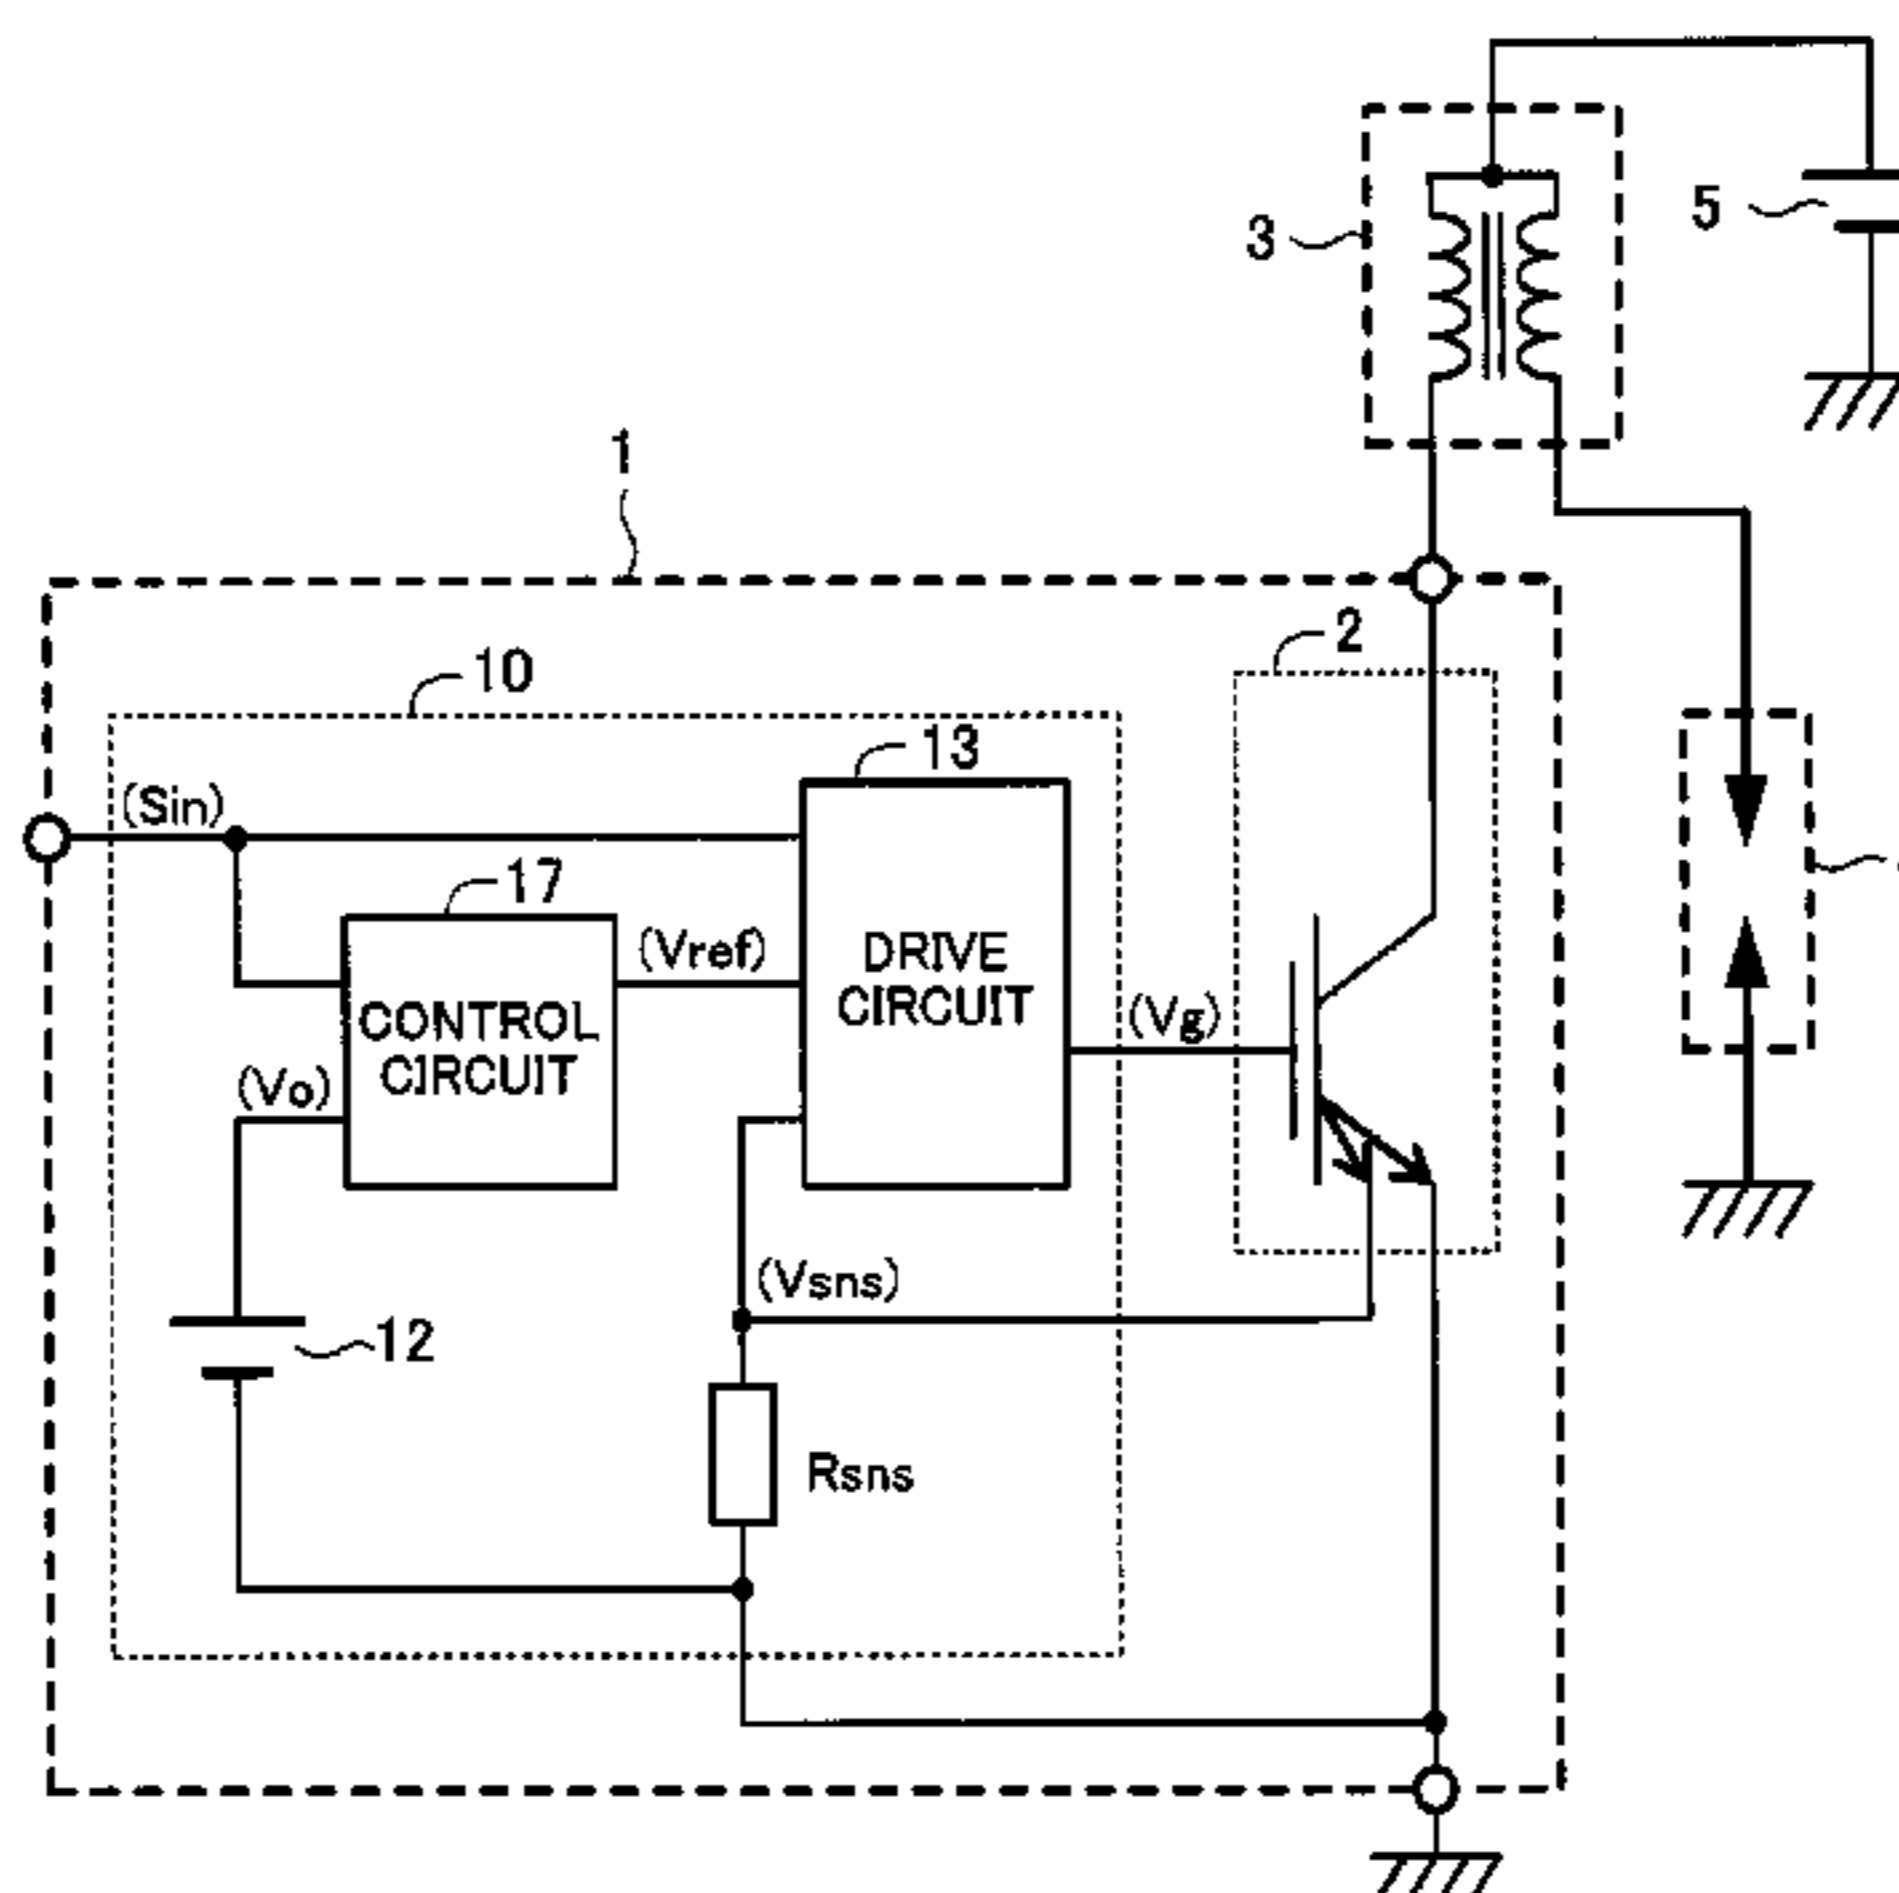 3
5
1
2
10
13
(Sin)
17
(Vref)
DRIVE
CIRCUIT
(Vg)
CONTROL
CIRCUIT
(Vo)
(Vsns)
12
Rsns